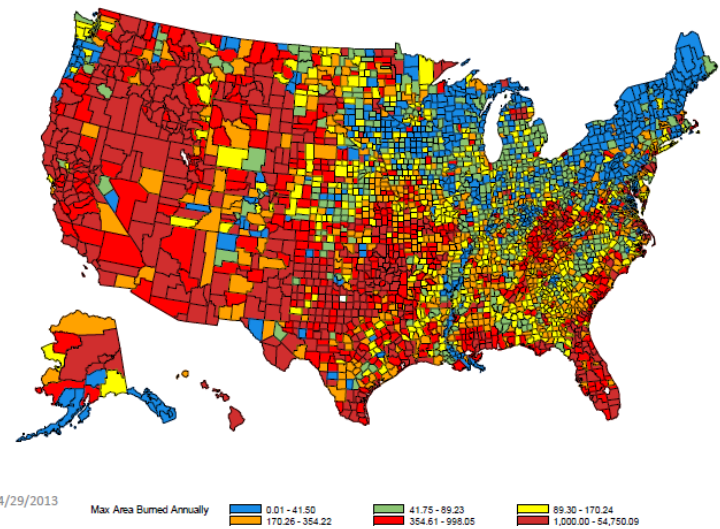 4/29/2013
Max Area Burned Annually
0.01 - 41.50
41.75 - 89.23
89.30 - 170.24
170.26 - 354.22
354.61 - 998.05
1,000.00 - 54,750.09